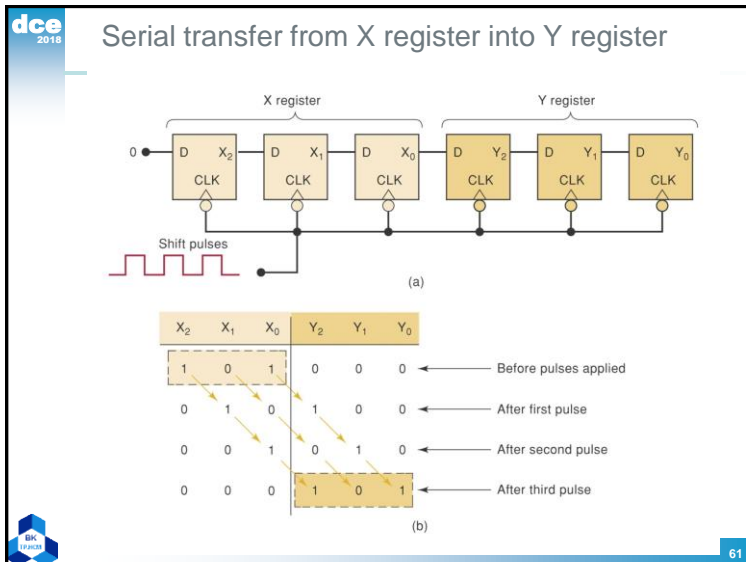 dce
2018
Serial transfer from X register into Y register
X register Y register
0 D X2 D X1 D X0 D Y2 D Y1 D Y0
CLK CLK CLK CLK CLK CLK
Shift pulses
(a)
X2 X1 X0 Y2 Y1 Y0
1 0 1 0 0 0 Before pulses applied
0 1 0 1 0 0 After first pulse
0 0 1 0 1 0 After second pulse
0 0 0 1 0 1 After third pulse
(b)
BK
TP.HCM
61